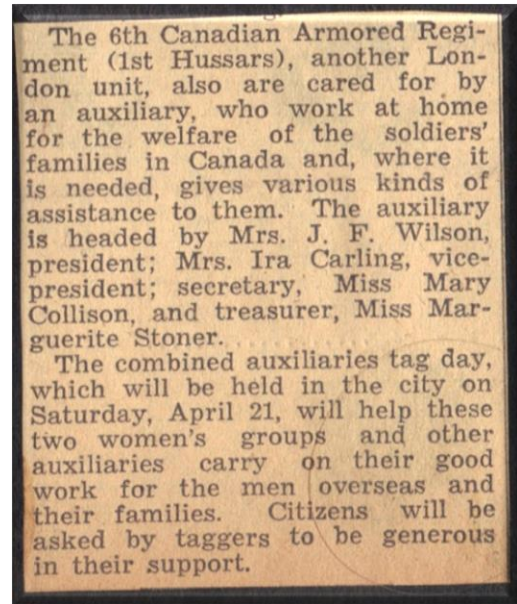 The 6th Canadian Armored Regi-
ment (1st Hussars), another Lon-
don unit, also are cared for by
an auxiliary, who work at home
for the welfare of the soldiers'
families in Canada and, where it
is needed, gives various kinds of
assistance to them. The auxiliary
is headed by Mrs. J. F. Wilson,
president; Mrs. Ira Carling, vice-
president; secretary, Miss Mary
Collison, and treasurer, Miss Mar-
guerite Stoner.
The combined auxiliaries tag day,
which will be held in the city on
Saturday, April 21, will help these
two women's groups and other
auxiliaries carry on their good
work for the men overseas and
their families. Citizens will be
asked by taggers to be generous
in their support.